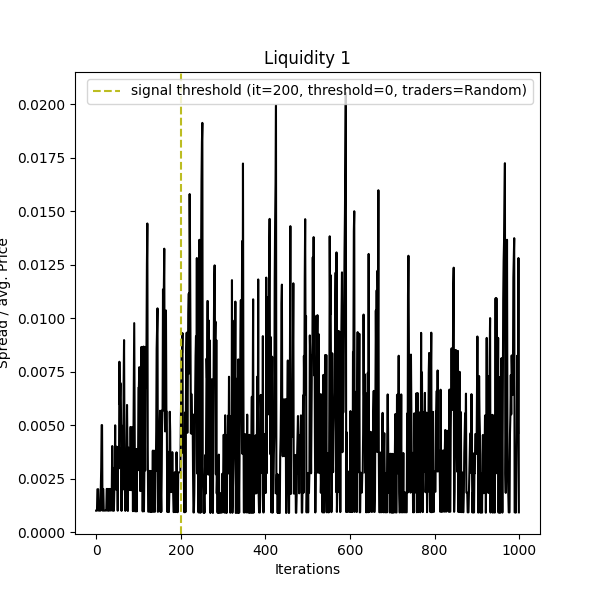 Liquidity 1
signal threshold (it=200, threshold=0, traders=Random)
Spread / avg. Price
0.0200
0.0175
0.0150
0.0125
0.0100
0.0075
0.0050
0.0025
0.0000
0 200 400 600 800 1000
Iterations